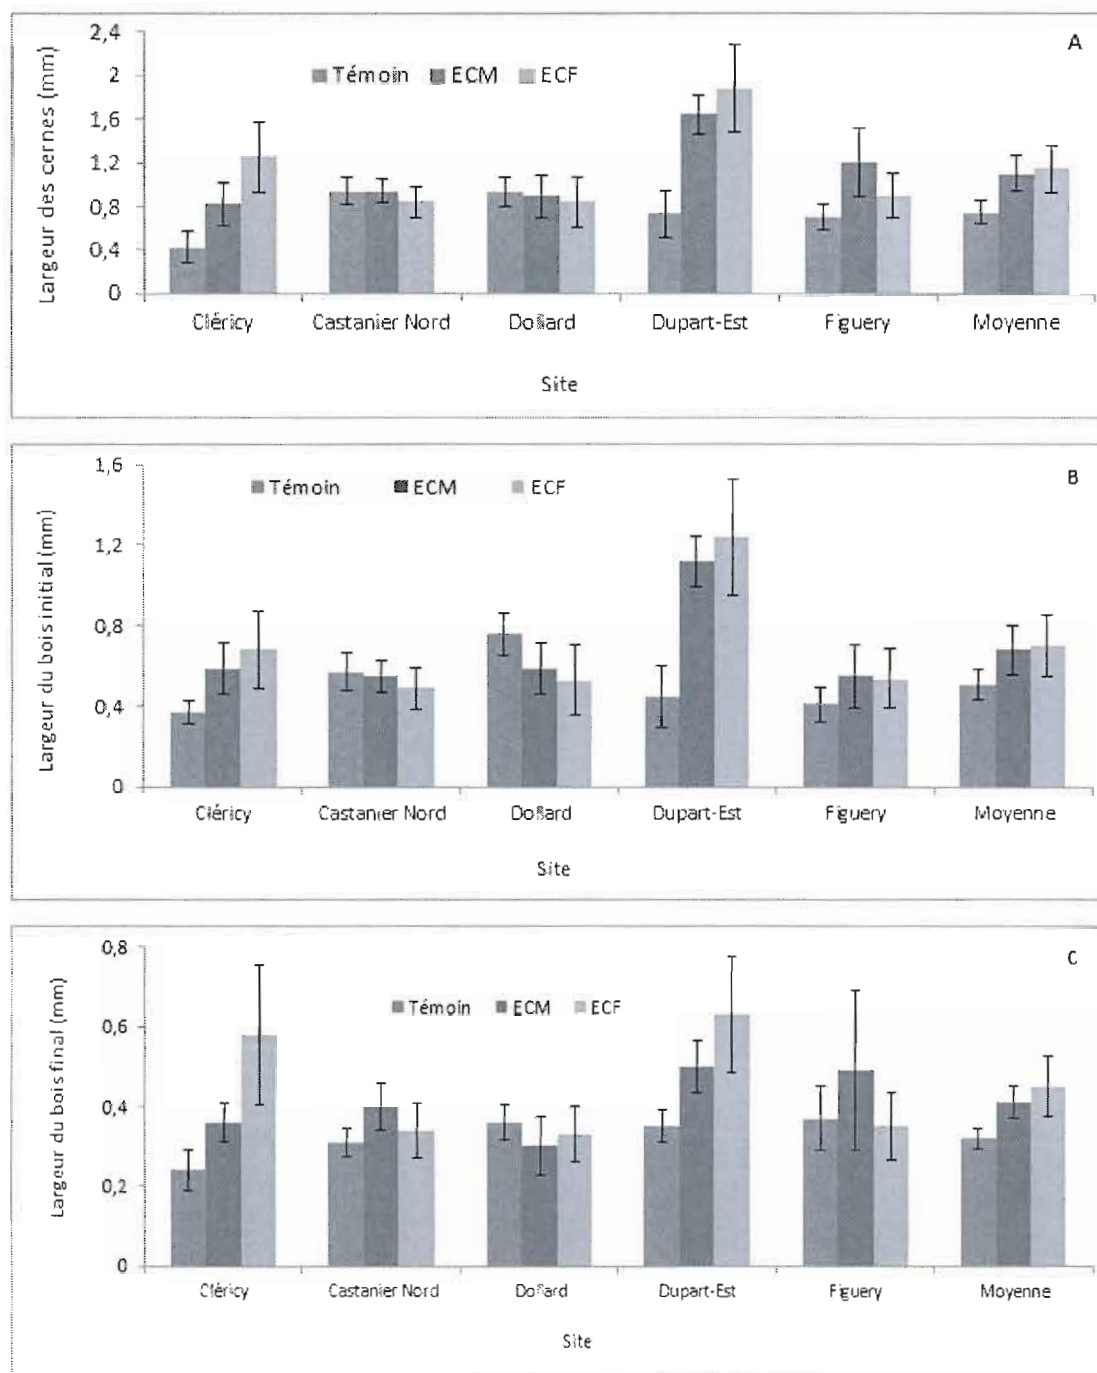 A
Largeur des cernes (mm)
2,4
2
1,6
1,2
0,8
0,4
0
Témoin ECM ECF
Cléricy Castanier Nord Dollard Dupart-Est Figuery Moyenne
Site
B
Largeur du bois initial (mm)
1,6
1,2
0,8
0,4
0
Témoin ECM ECF
Cléricy Castanier Nord Dollard Dupart-Est Figuery Moyenne
Site
C
Largeur du bois final (mm)
0,8
0,6
0,4
0,2
0
Témoin ECM ECF
Cléricy Castanier Nord Dollard Dupart-Est Figuery Moyenne
Site